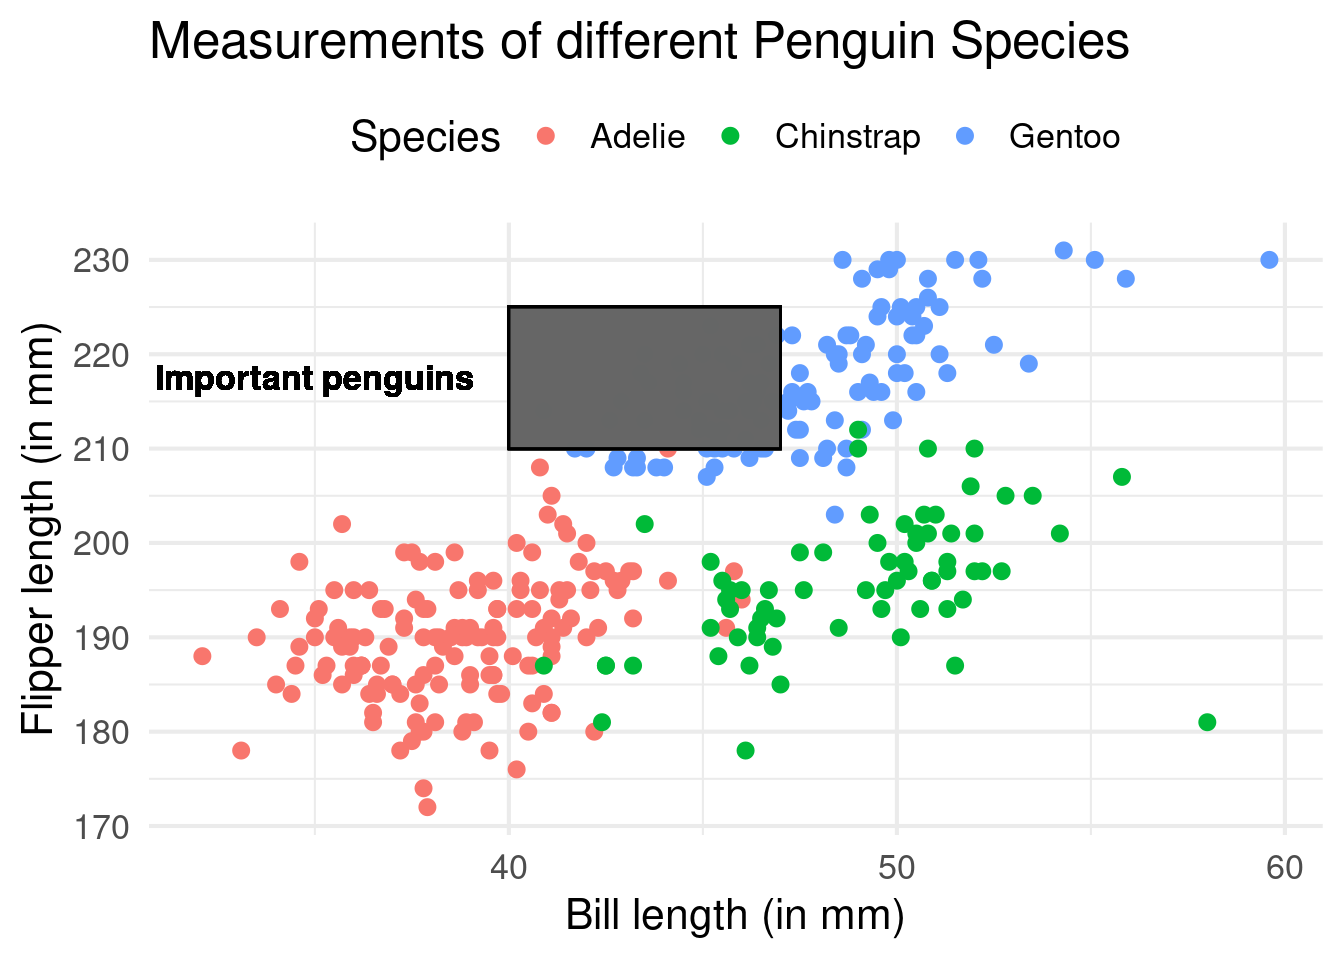 Measurements of different Penguin Species
Species Adelie Chinstrap Gentoo
230
220
Important penguins
210
200
190
180
170
Flipper length (in mm)
40 50 60
Bill length (in mm)